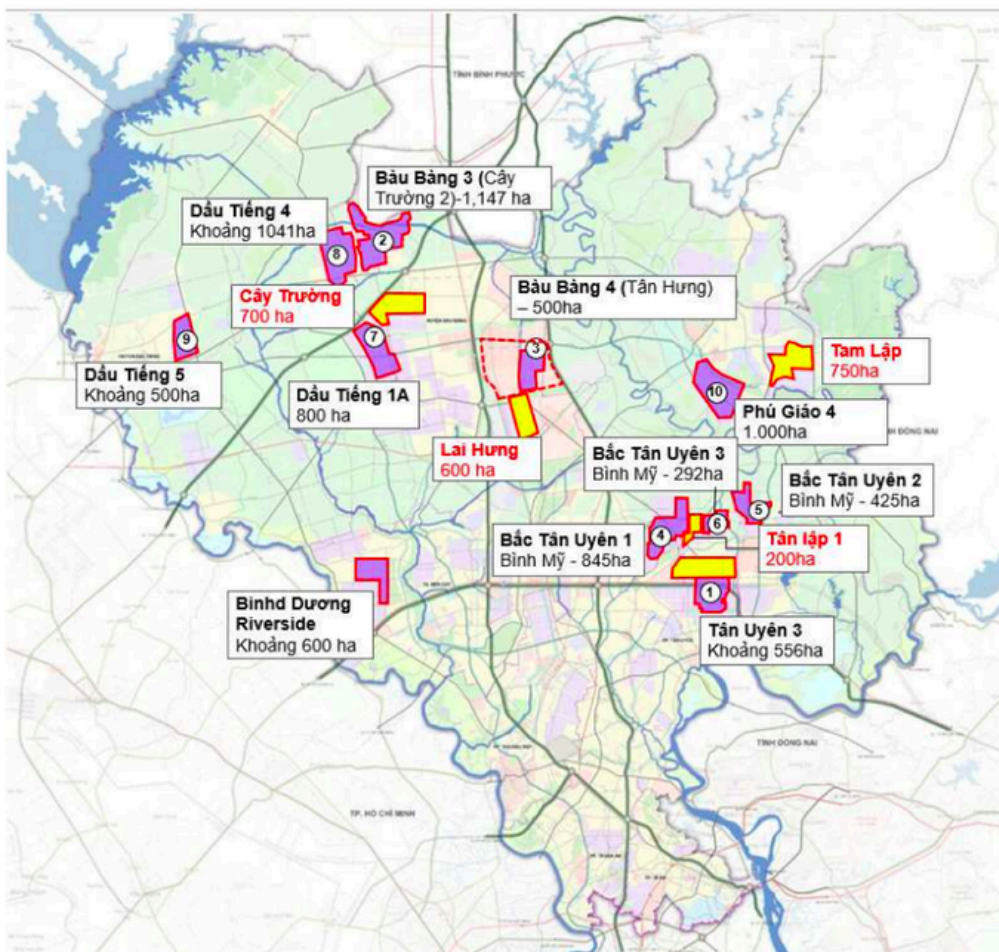 TỈNH BÌNH PHƯỚC
Bàu Bàng 3 (Cây
Trường 2)-1,147 ha
Dầu Tiếng 4
Khoảng 1041ha
2
8
Cây Trường
700 ha
Bàu Bàng 4 (Tân Hưng)
– 500ha
7
3
9
Dầu Tiếng 5
Khoảng 500ha
Dầu Tiếng 1A
800 ha
Tam Lập
750ha
10
Phú Giáo 4
1.000ha
NH ĐỒNG NAI
Lai Hưng
600 ha
Bắc Tân Uyên 3
Bình Mỹ - 292ha
Bắc Tân Uyên 2
Bình Mỹ - 425ha
5
6
4
Bắc Tân Uyên 1
Bình Mỹ - 845ha
Tân lập 1
200ha
1
Binhd Dương
Riverside
Khoảng 600 ha
Tân Uyên 3
Khoảng 556ha
TỈNH ĐỒNG NAI
TP. HỒ CHÍ MINH